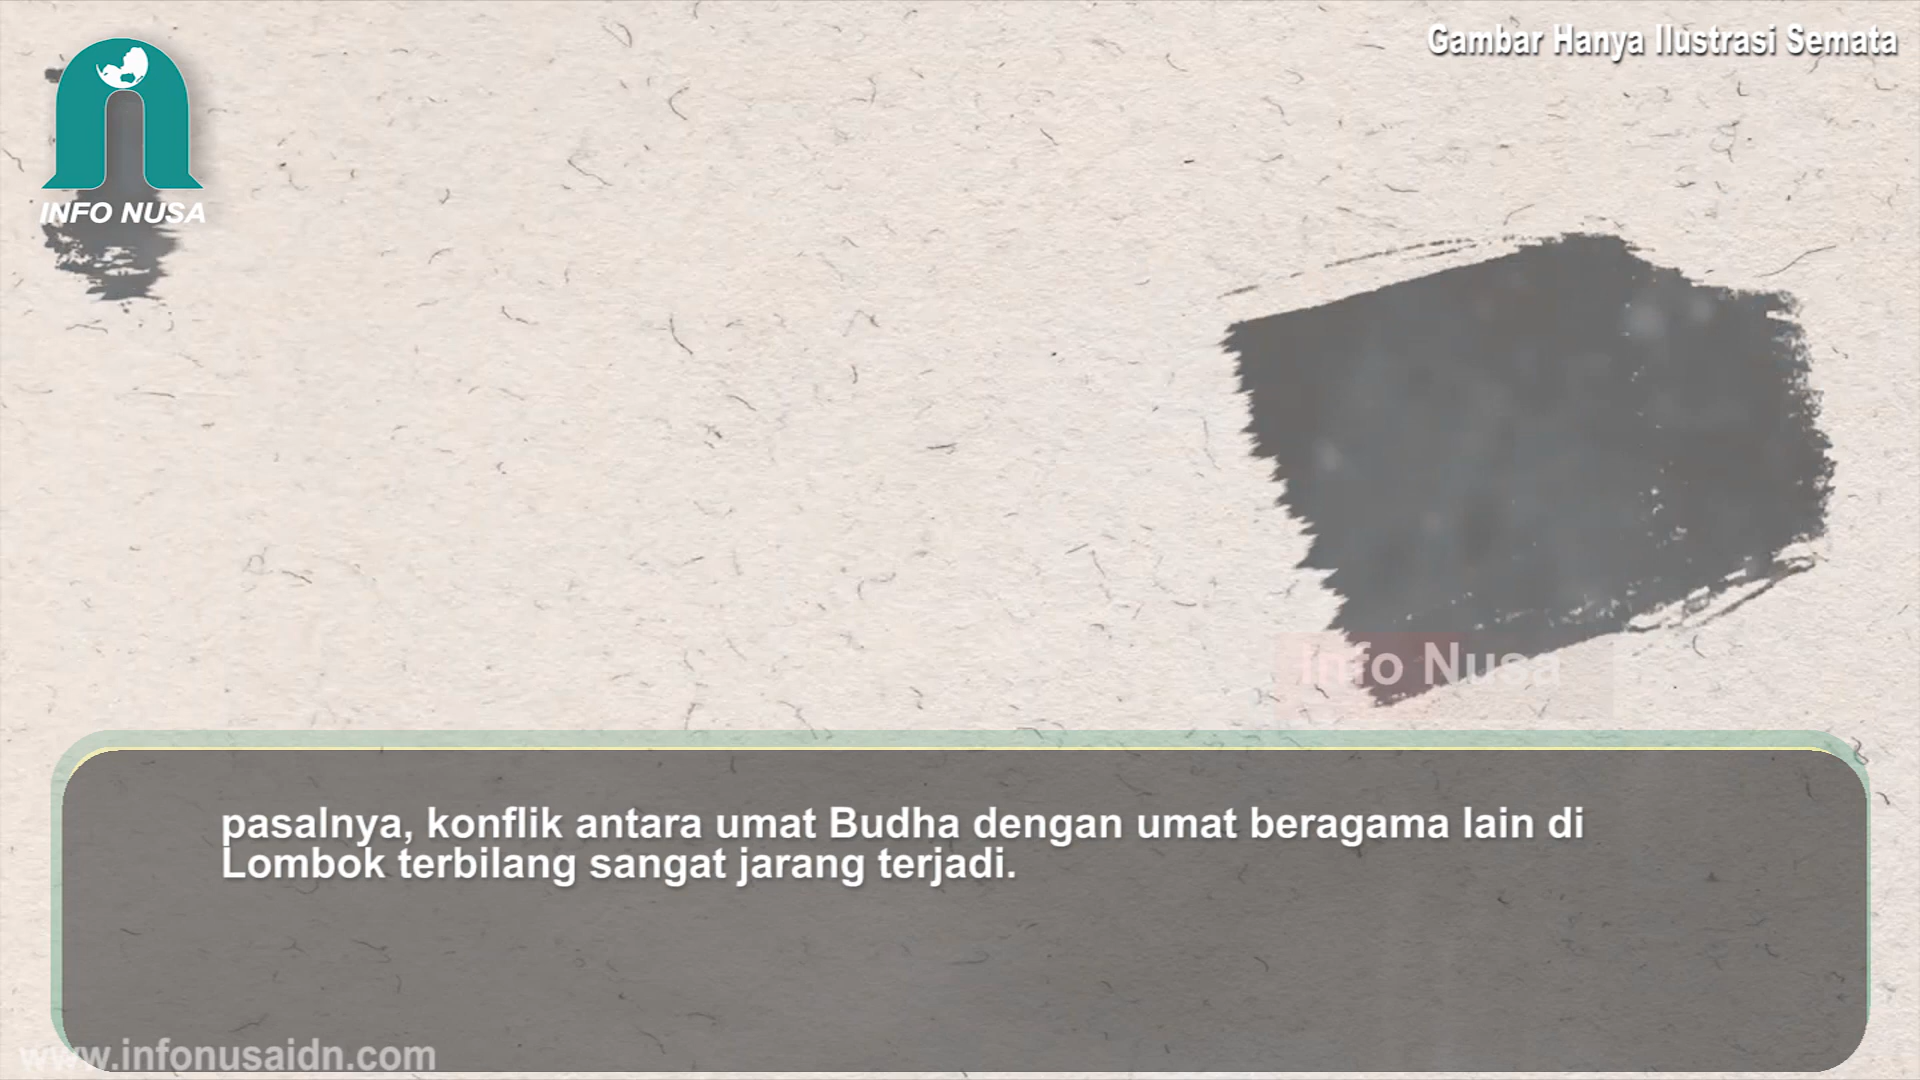 Gambar Hanya Ilustrasi Semata
INFO NUSA
Info Nusa
pasalnya, konflik antara umat Budha dengan umat beragama lain di
Lombok terbilang sangat jarang terjadi.
www.infonusaidn.com